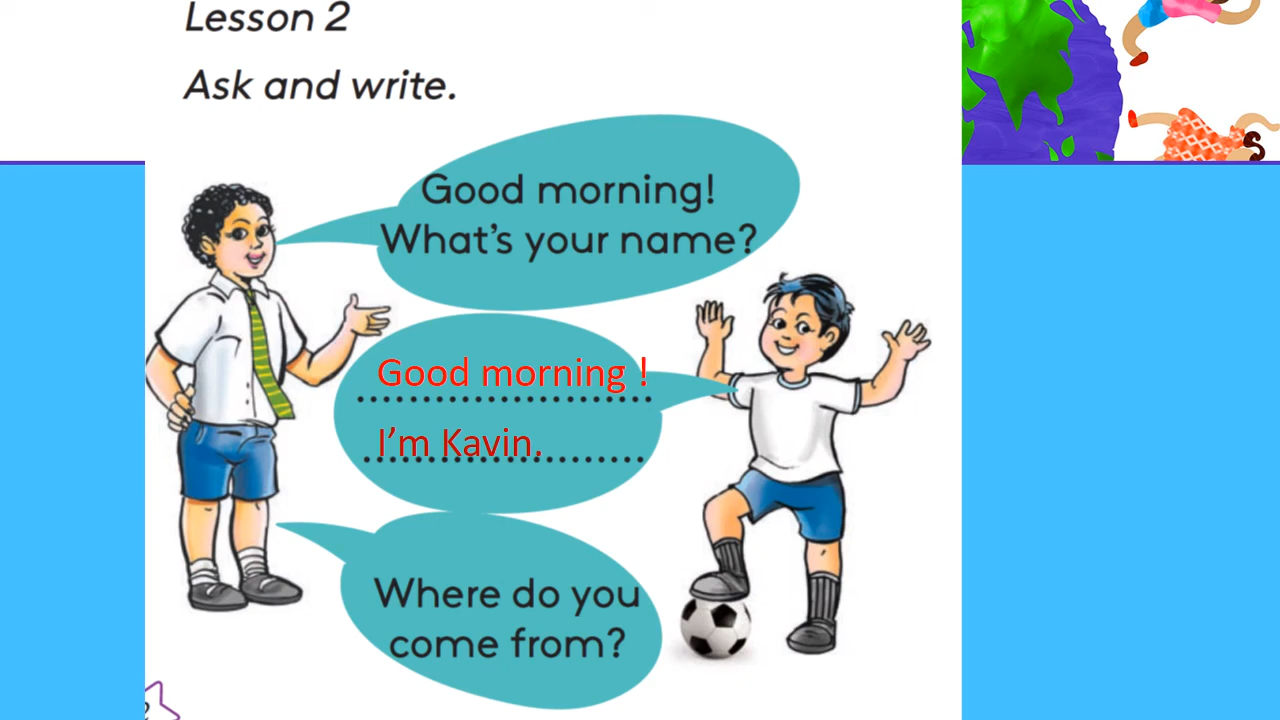 Lesson 2
Ask and write.
Good morning!
What's your name?
Good morning !
I'm Kavin.
Where do you
come from?